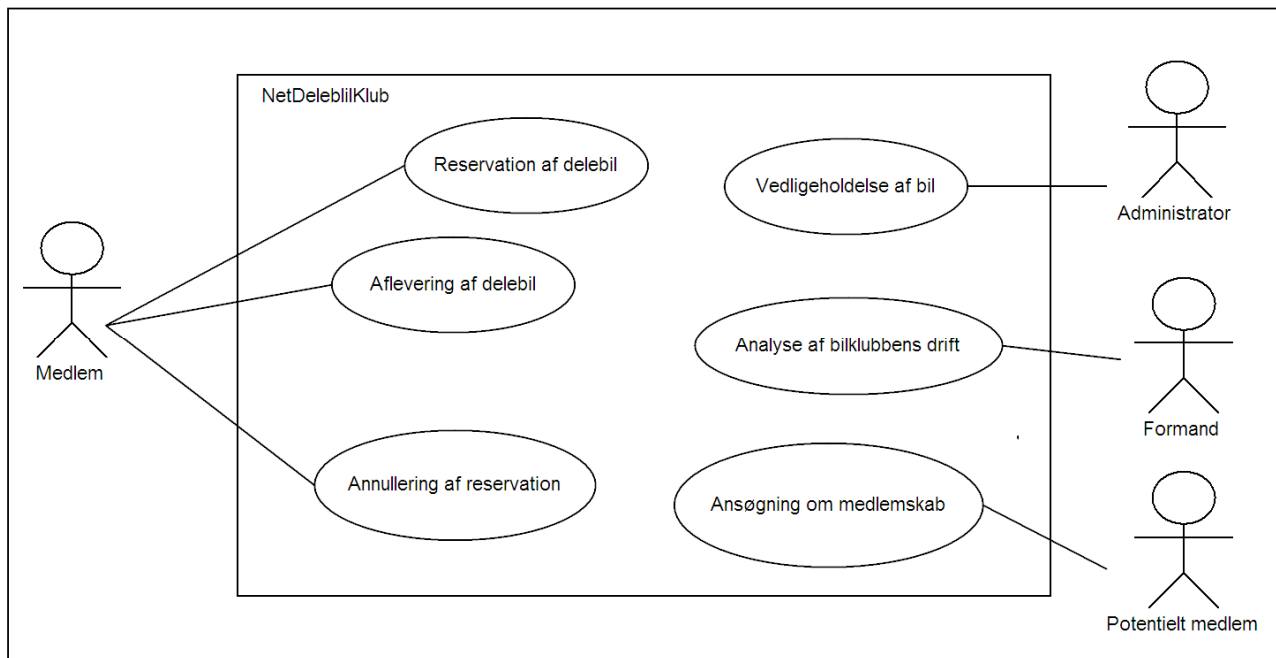 NetDeleblilKlub
Reservation af delebil
Vedligeholdelse af bil
Administrator
Aflevering af delebil
Medlem
Analyse af bilklubbens drift
Formand
Annullering af reservation
Ansøgning om medlemskab
Potentielt medlem